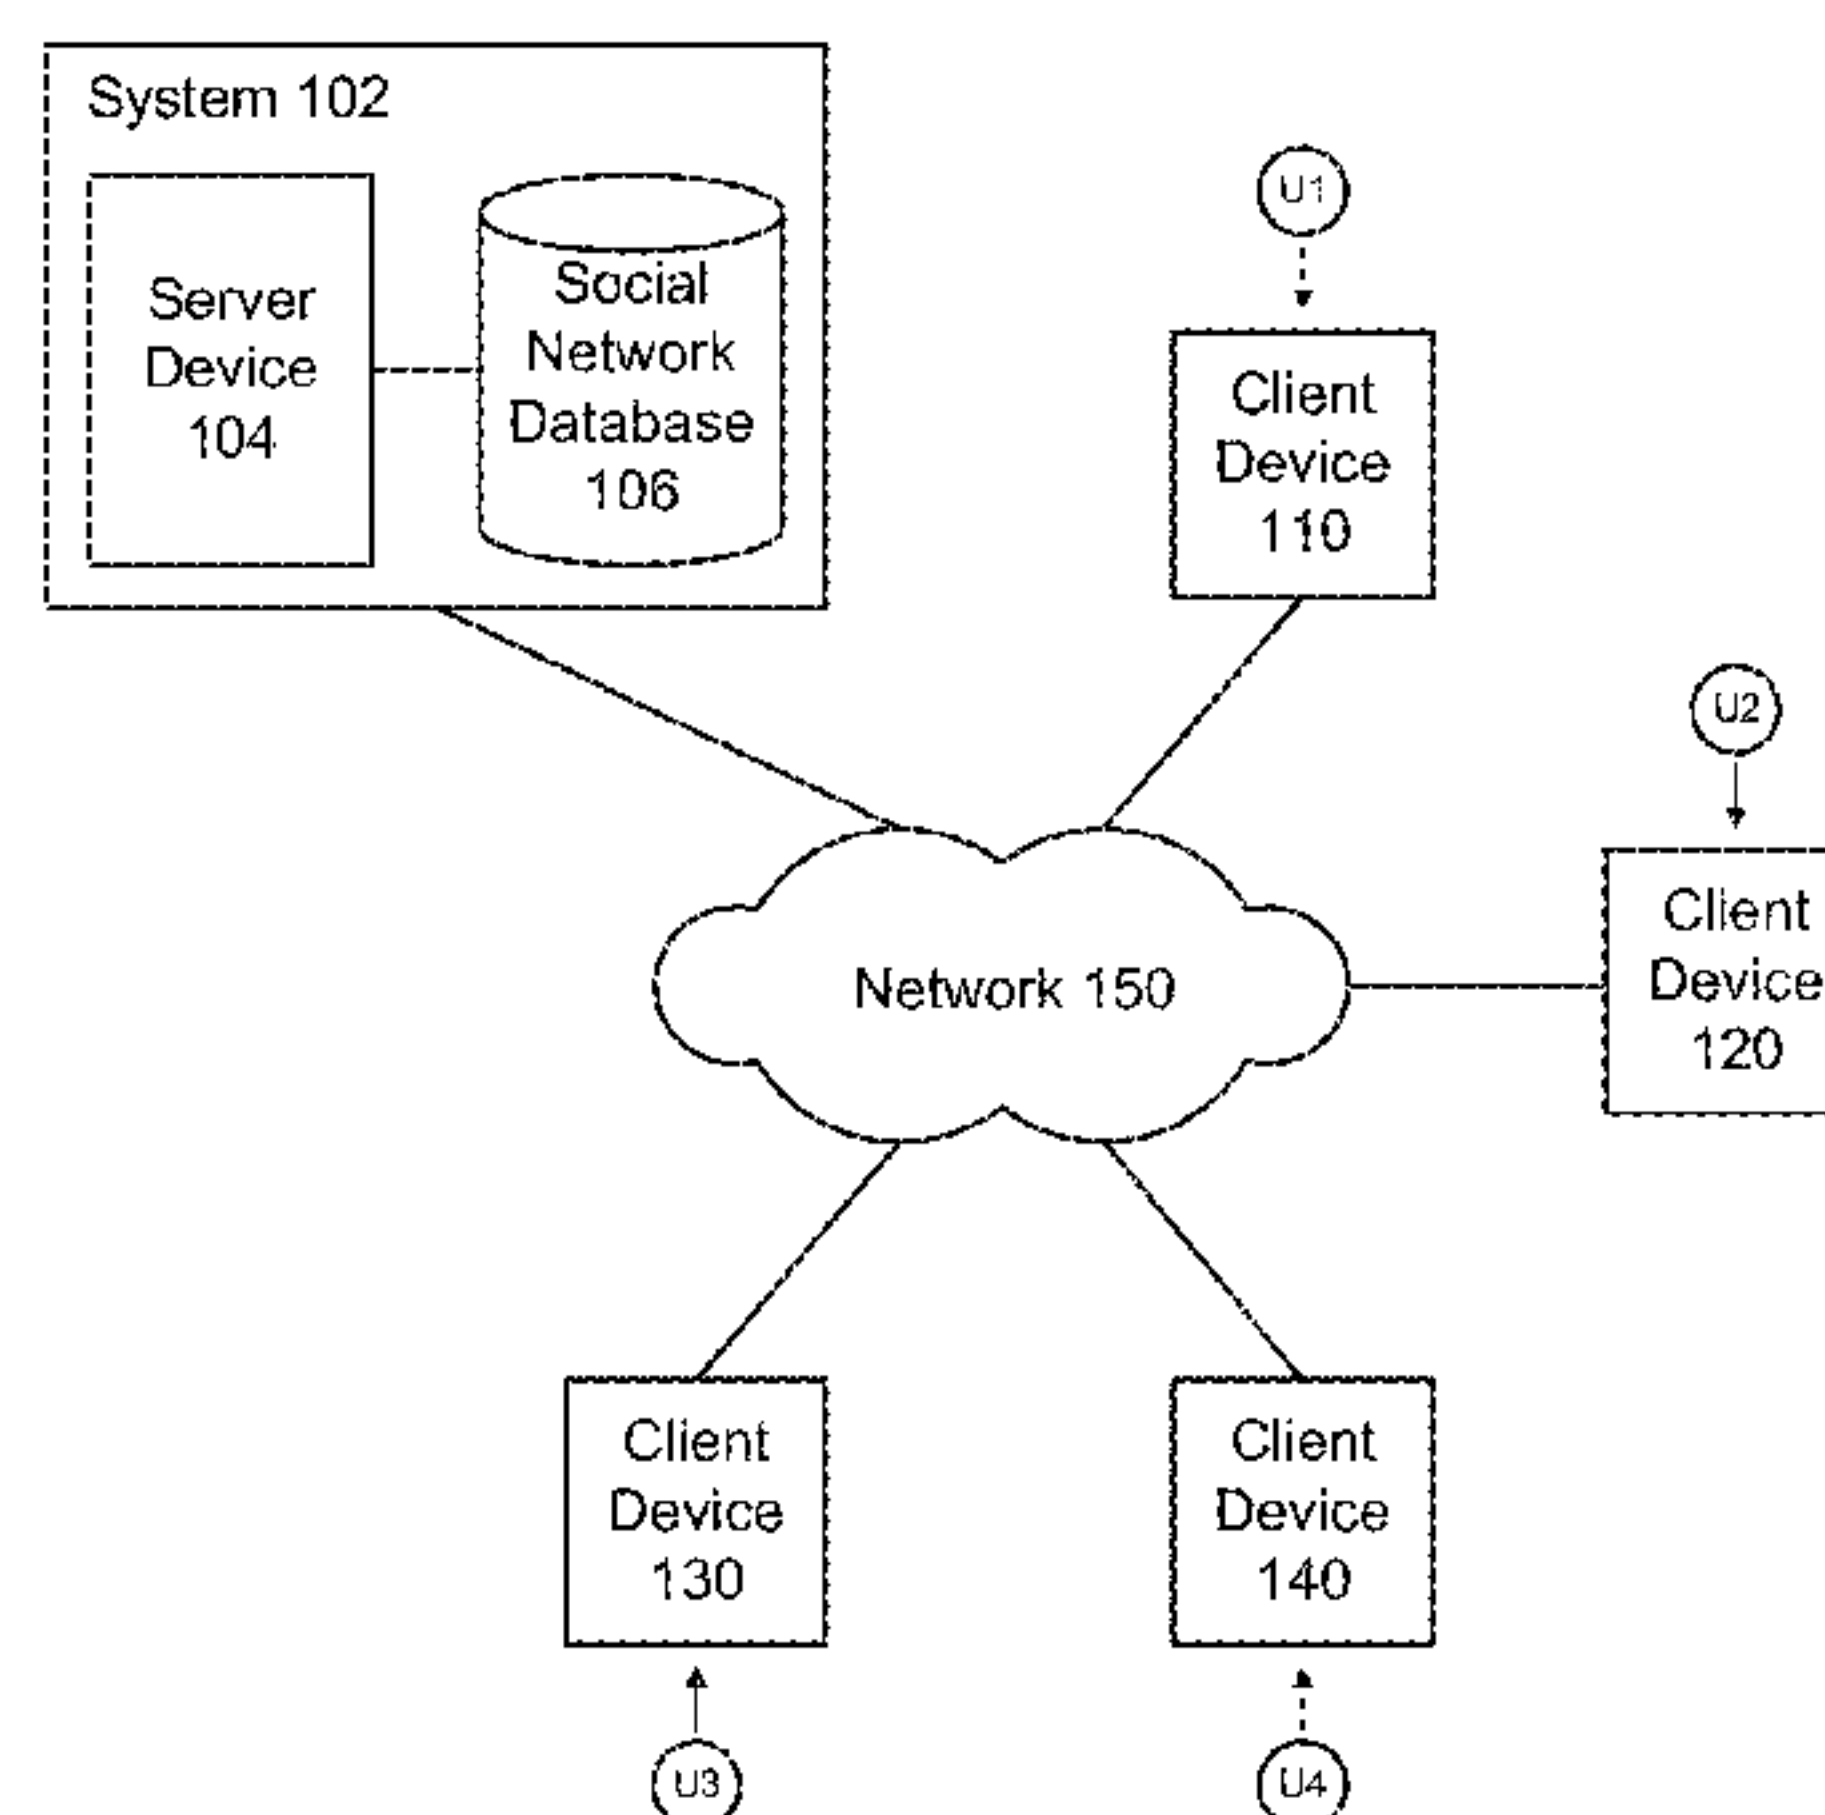 System 102
Server
Device
104
Social
Network
Database
106
U1
Client
Device
110
U2
Client
Device
120
Network 150
Client
Device
130
Client
Device
140
U3
U4